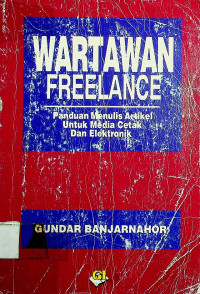 WARTAWAN
FREELANCE
Panduan Menulis Artikel
Untuk Media Cetak
Dan Elektronik
GUNDAR BANJARNAHOR